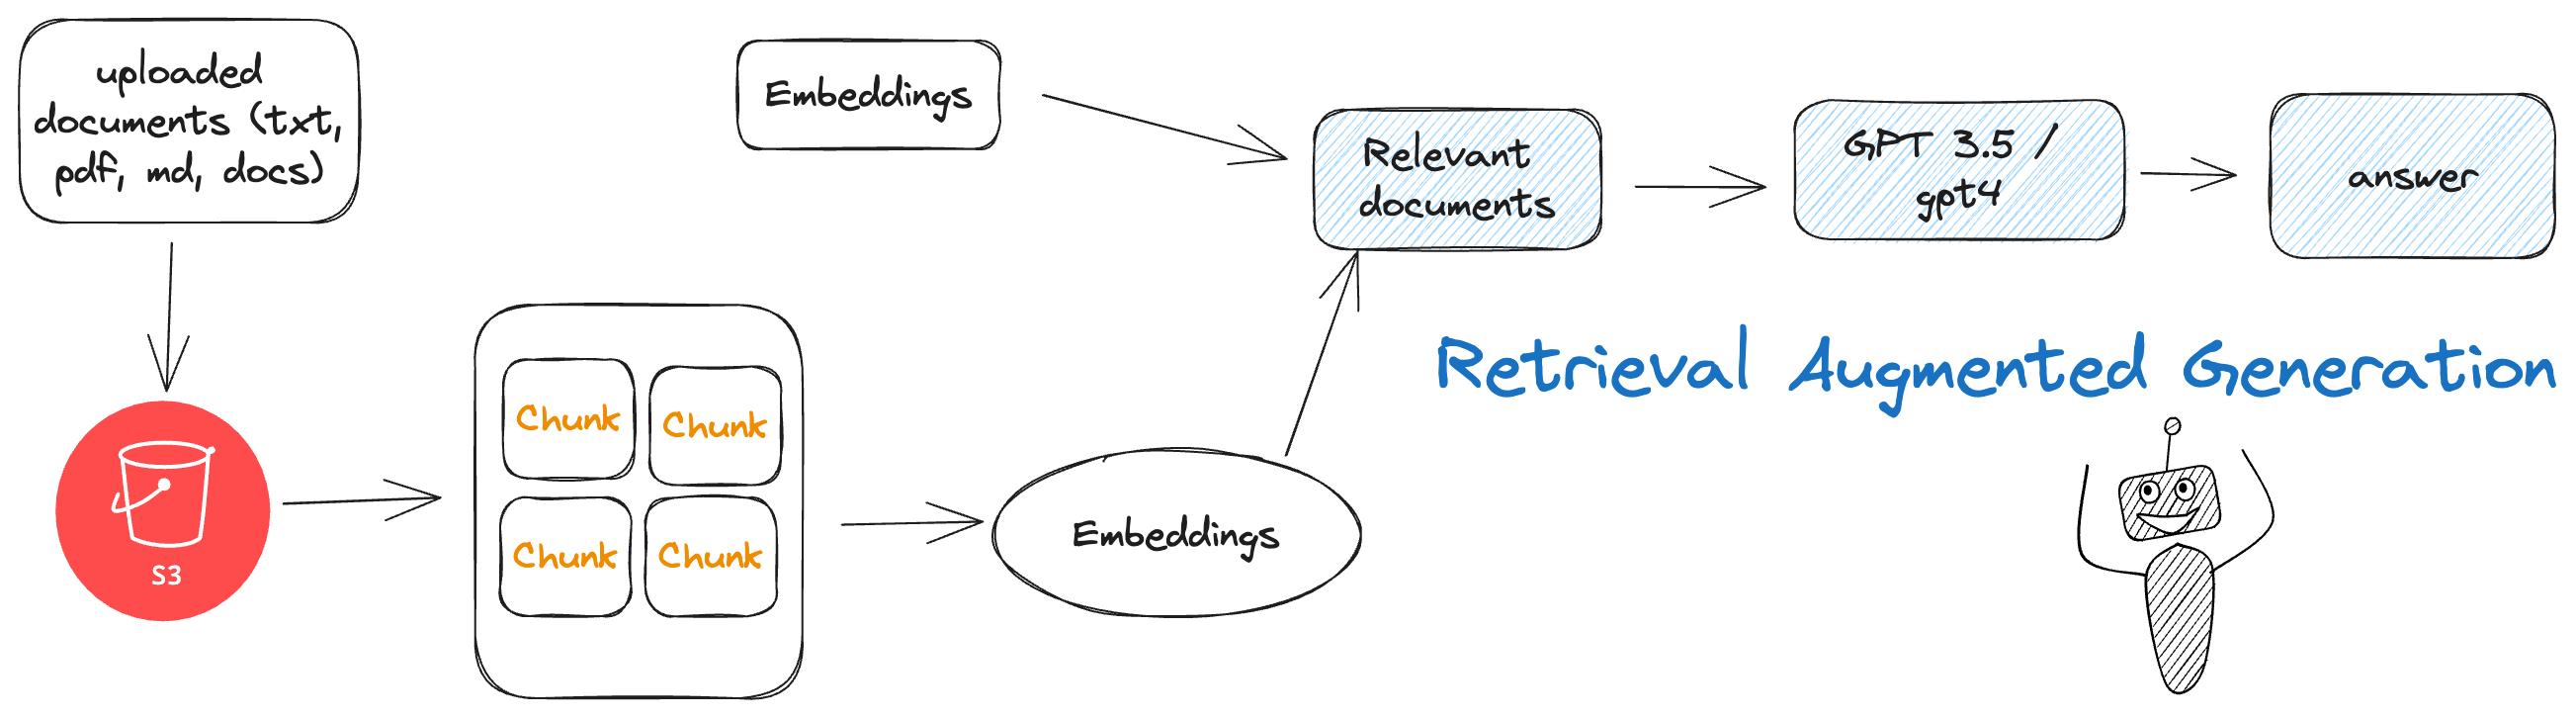 uploaded
documents (txt,
pdf, md, docs)
Embeddings
Relevant
documents
GPT 3.5 /
gpt4
answer
Retrieval Augmented Generation
Chunk
Chunk
Chunk
Chunk
Embeddings
S3